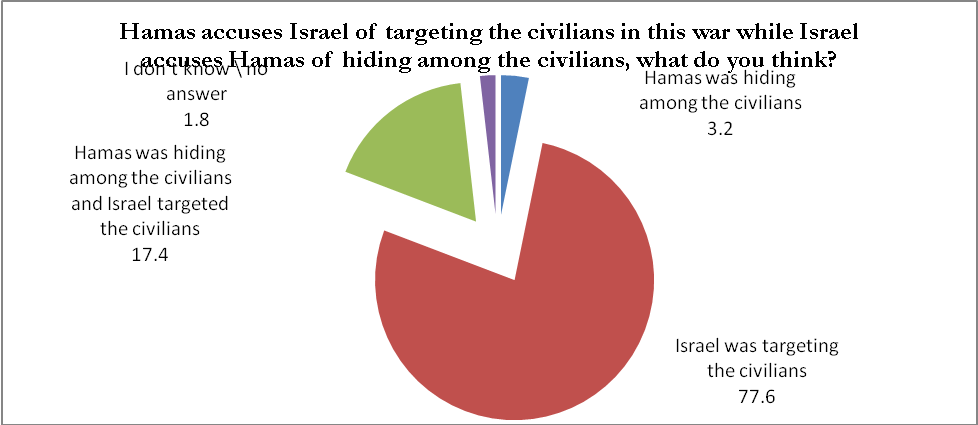 Hamas accuses Israel of targeting the civilians in this war while Israel
accuses Hamas of hiding among the civilians, what do you think?
I don't know \ no
answer
1.8
Hamas was hiding
among the civilians
3.2
Hamas was hiding
among the civilians
and Israel targeted
the civilians
17.4
Israel was targeting
the civilians
77.6